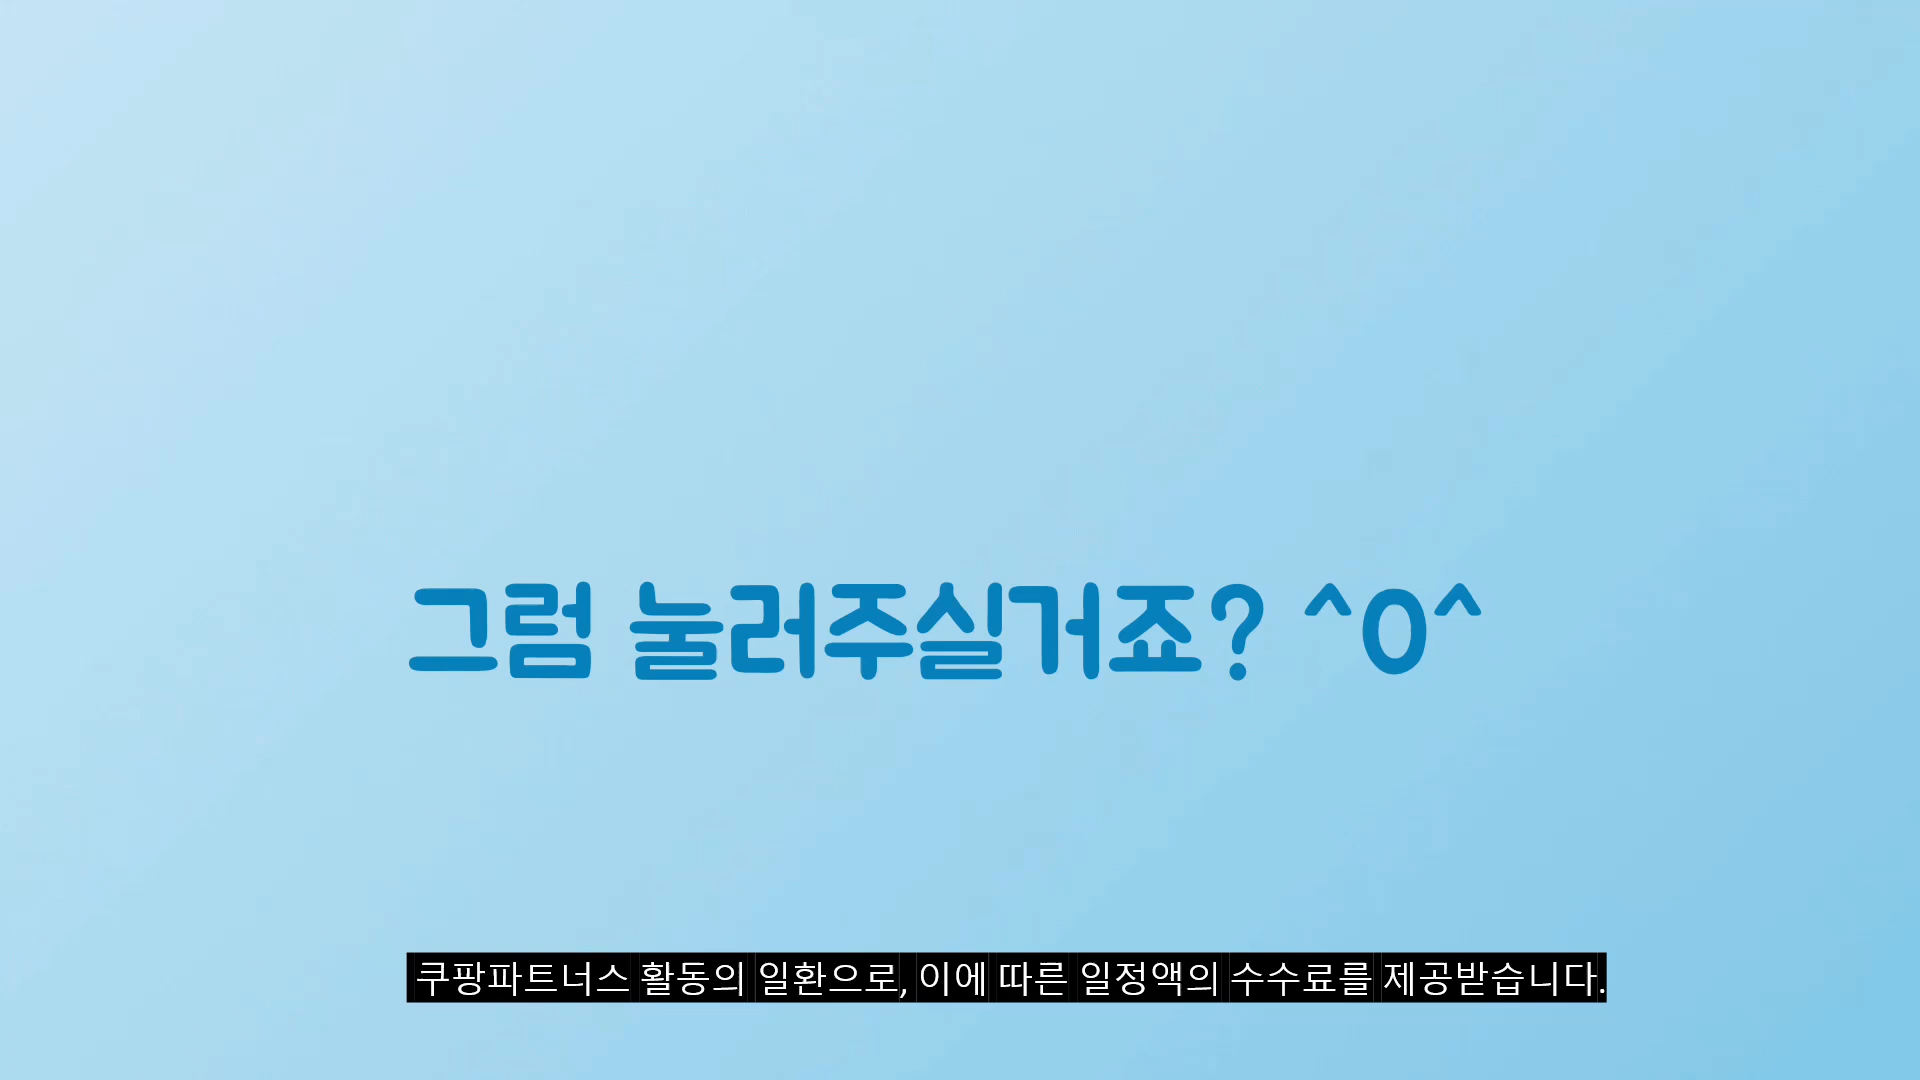 그럼 눌러주실거죠? ^0^
쿠팡파트너스 활동의 일환으로, 이에 따른 일정액의 수수료를 제공받습니다.